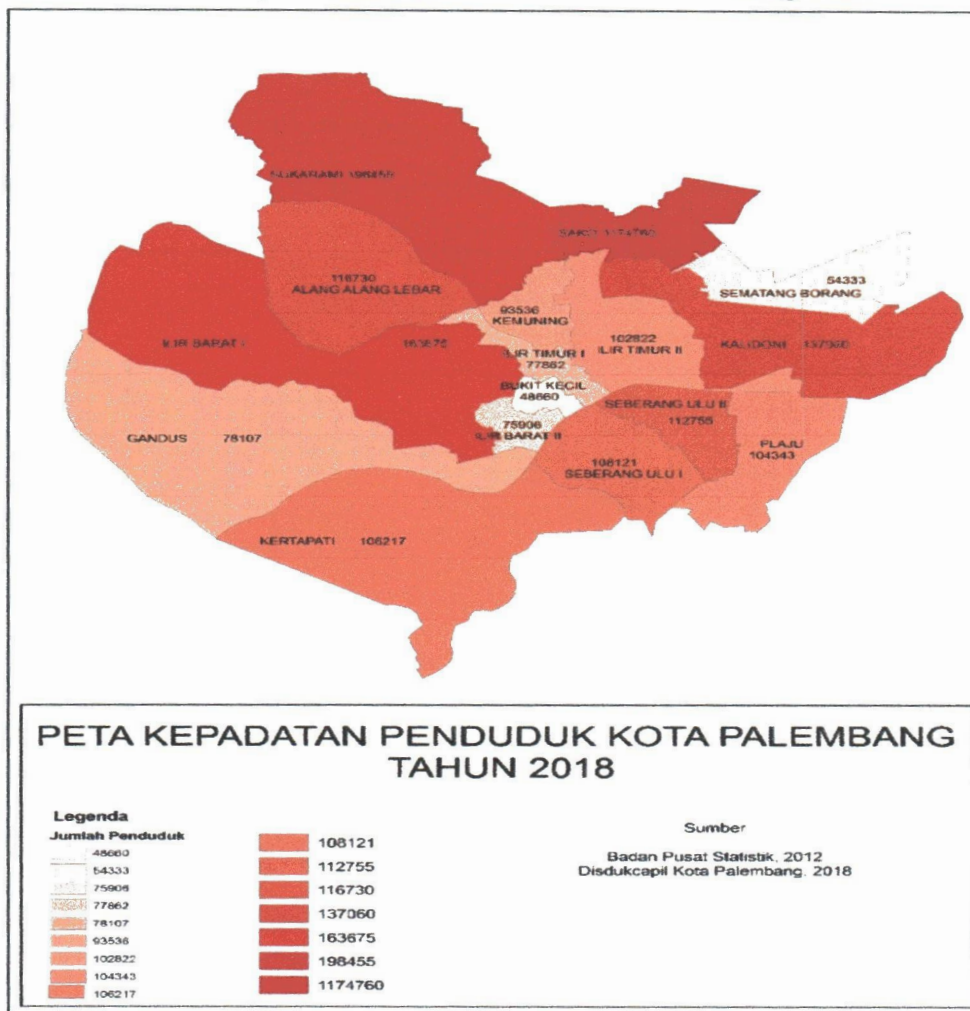 SUKARAMI 198455
SAKO 1174760
54333
SEMATANG BORANG
116730
ALANG ALANG LEBAR
93536
KEMUNING
ILIR BARAT I 163675
ILIR TIMUR I
77862
102822
ILIR TIMUR II
KALIDONI 137060
BUKIT KECIL
48660
SEBERANG ULU II
112755
75906
ILIR BARAT II
GANDUS 78107
PLAJU
104343
108121
SEBERANG ULU I
KERTAPATI 106217
PETA KEPADATAN PENDUDUK KOTA PALEMBANG
TAHUN 2018
Legenda
Jumlah Penduduk
48660
54333
75906
77862
78107
93536
102822
104343
106217
108121
112755
116730
137060
163675
198455
1174760
Sumber
Badan Pusat Statistik, 2012
Disdukcapil Kota Palembang. 2018